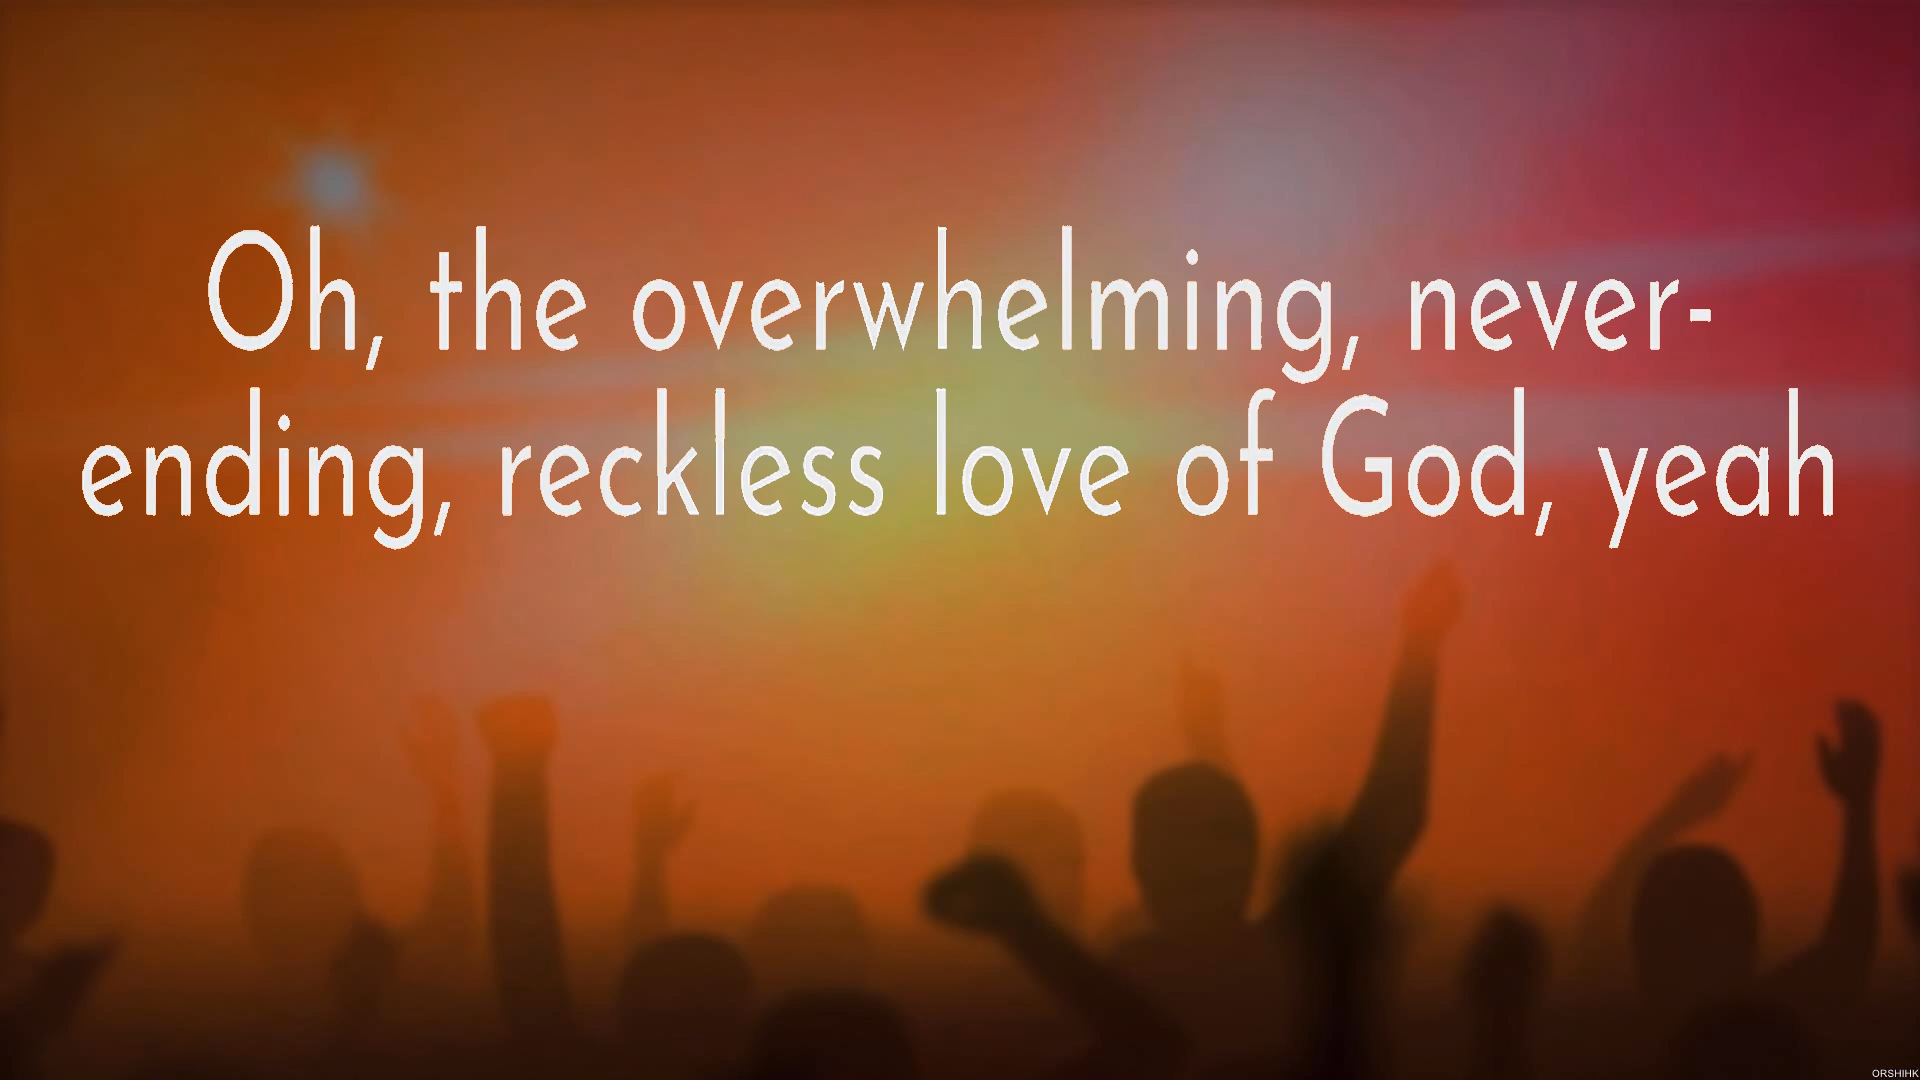 Oh, the overwhelming, never-
ending, reckless love of God, yeah
ORSHIHK